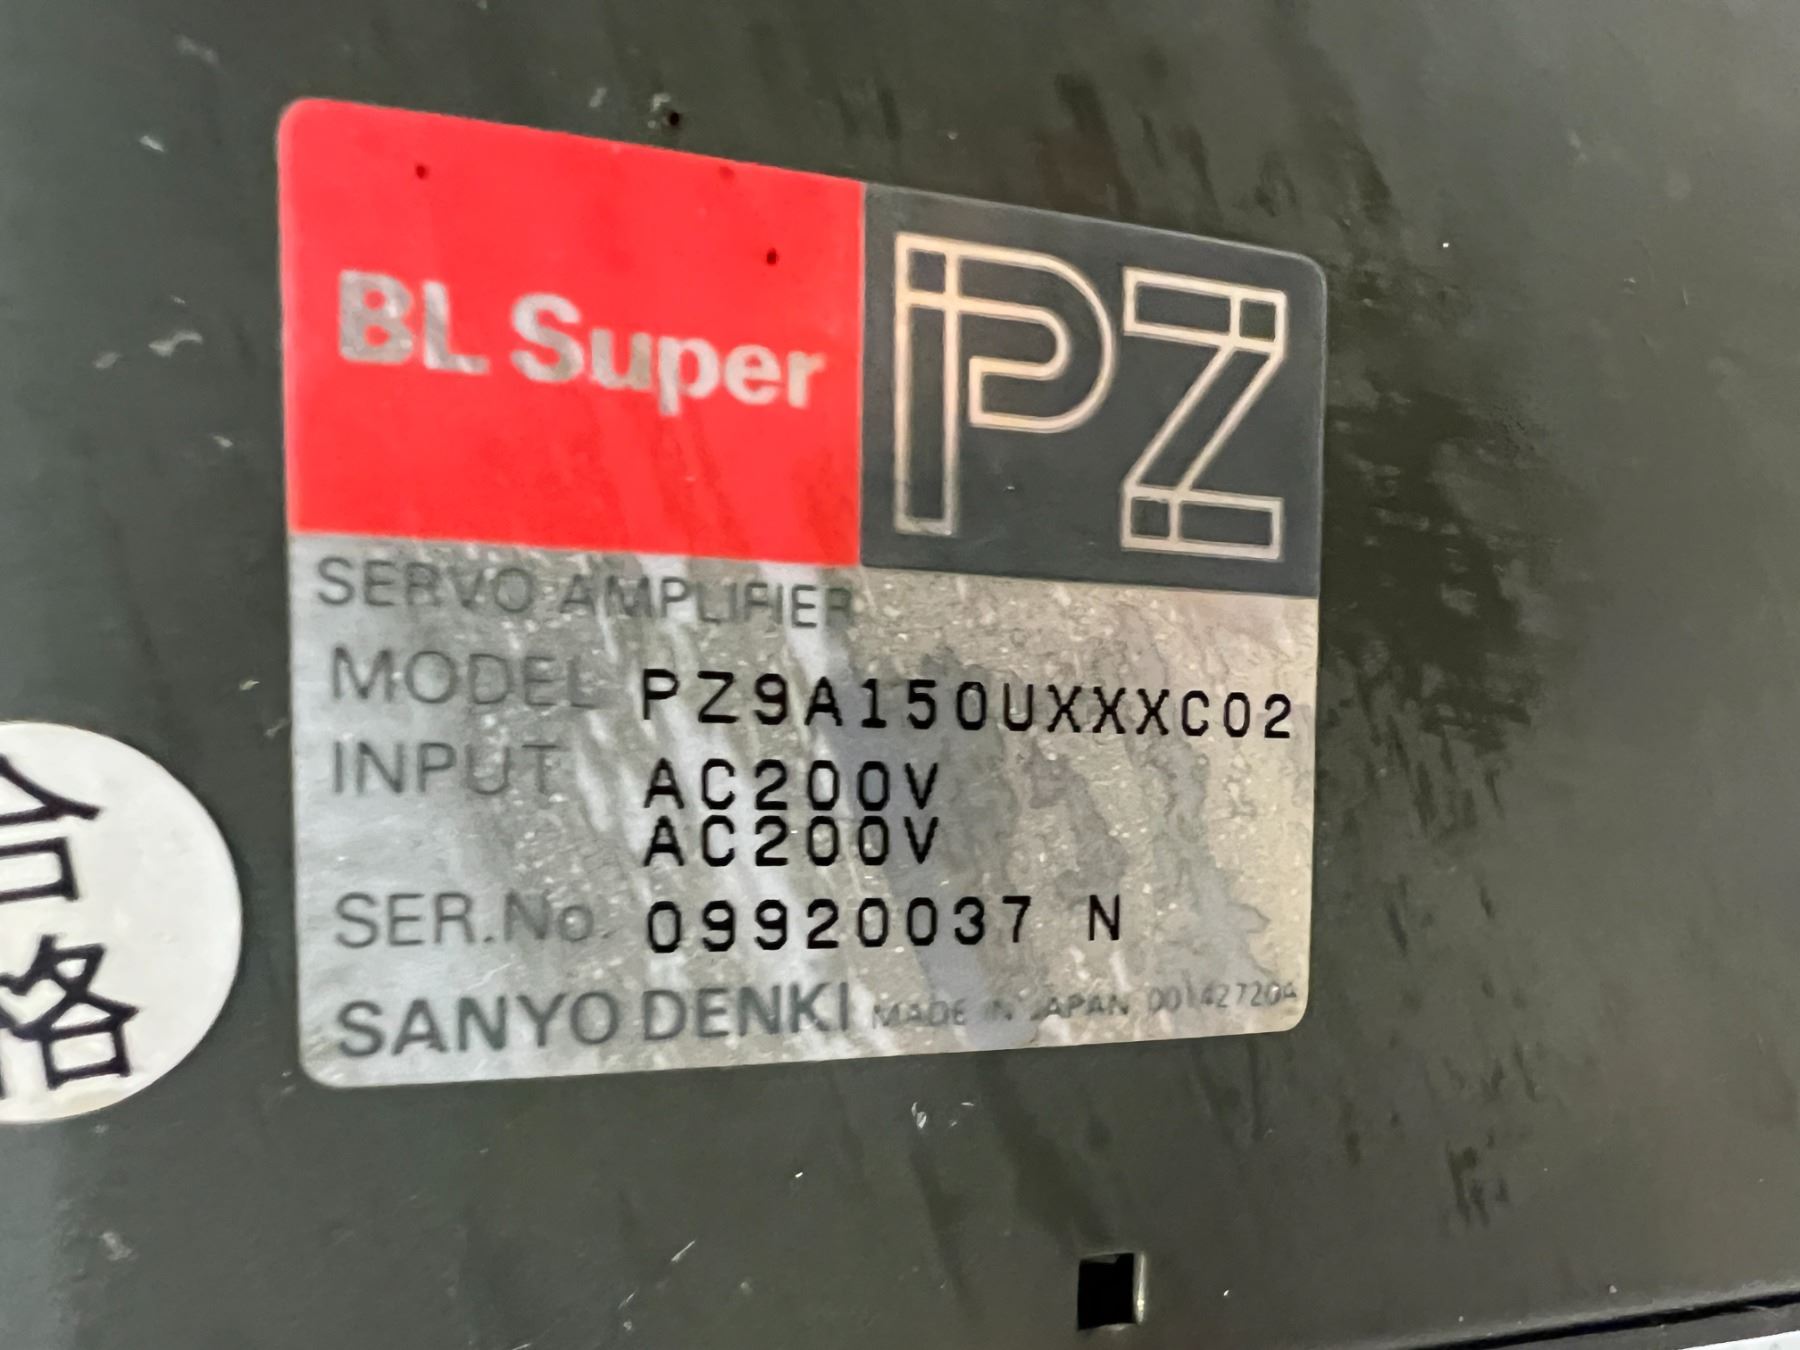 BL Super
PZ
SERVO AMPLIFIER
MODEL PZ9A150UXXXC02
INPUT AC200V
AC200V
SER.No. 09920037 N
SANYO DENKI MADE IN JAPAN 00142720A
合
格